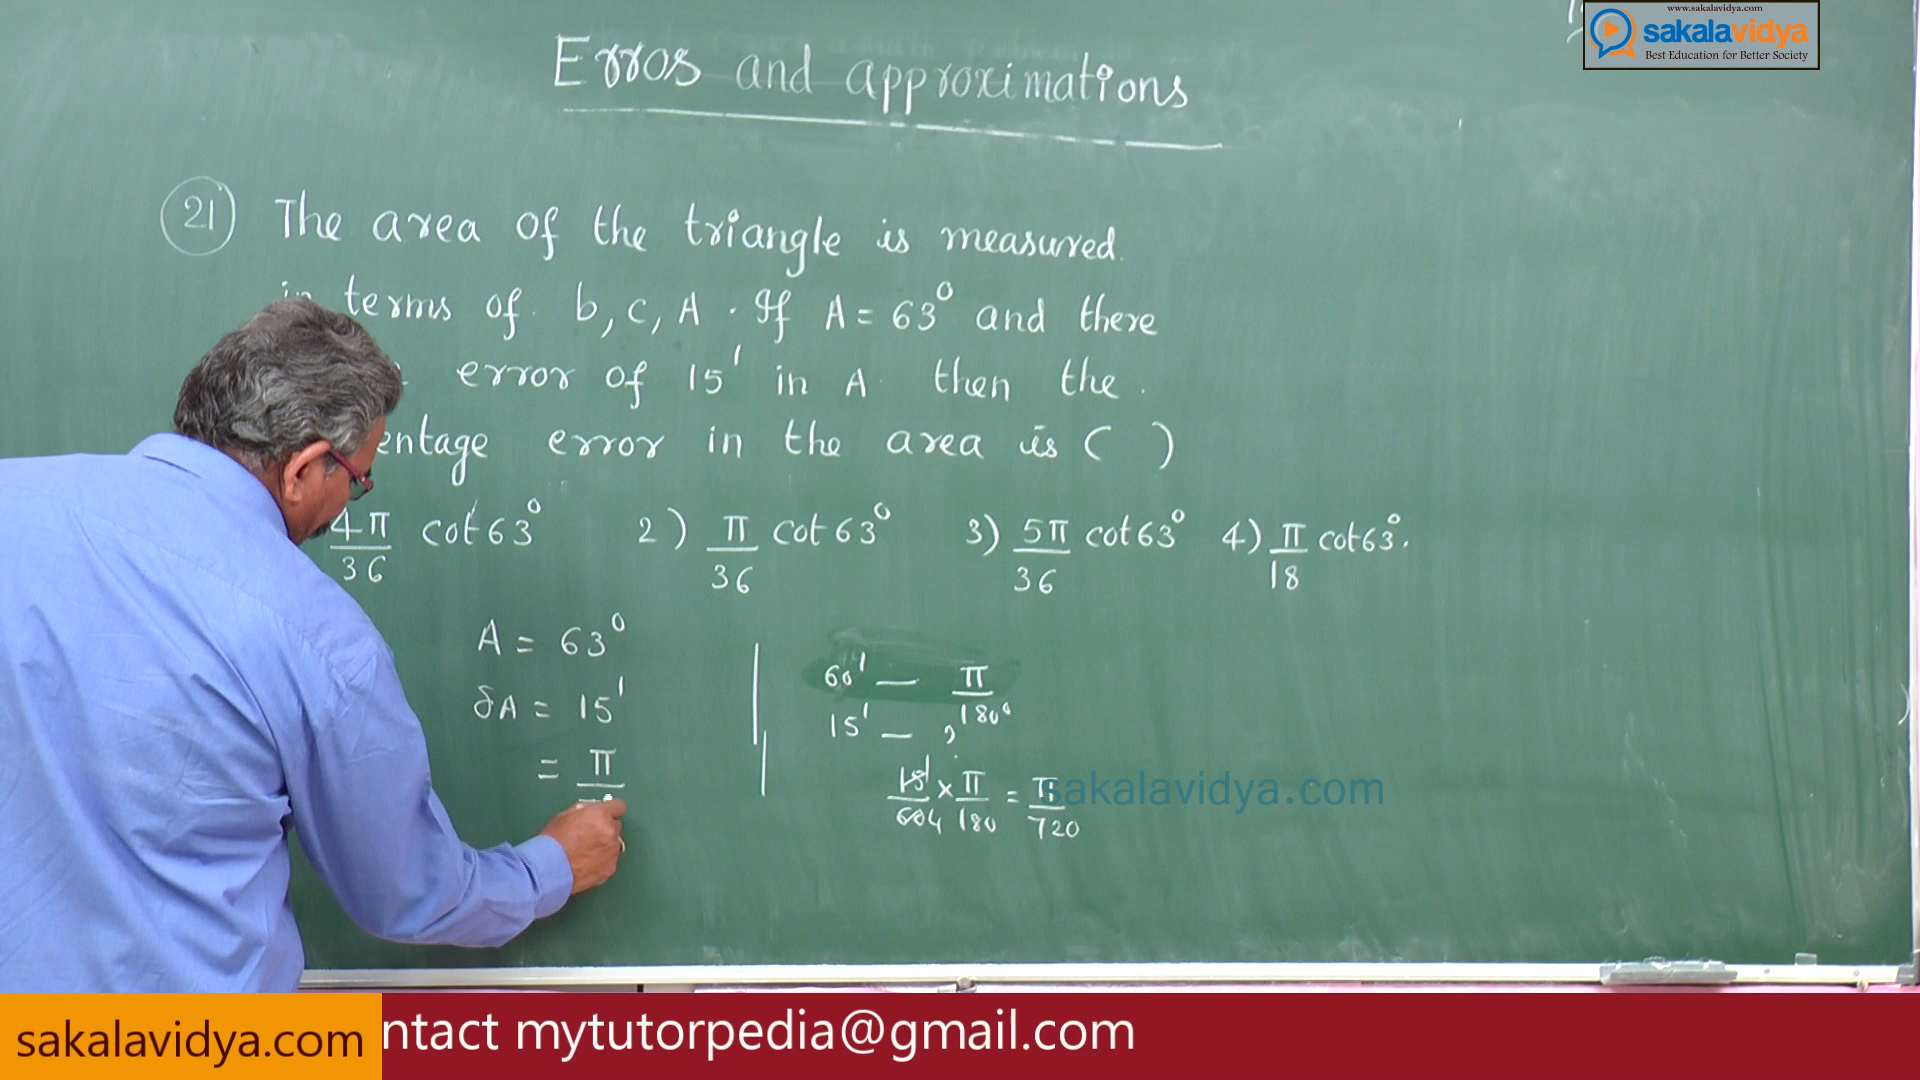 www.sakalavidya.com
sakalavidya
Best Education for Better Society
Erros and approximations
21 The area of the triangle is measured.
in terms of b, c, A . If A = 63° and there
error of 15' in A then the .
entage error in the area is ( )
4π/36 cot 63° 2) π/36 cot 63° 3) 5π/36 cot 63° 4) π/18 cot 63°.
A = 63°
δA = 15'
= π
60' — π/180°
15' — ?
15'/60 4 × π/180 = π/720
sakalavidya.com
sakalavidya.com
ntact mytutorpedia@gmail.com